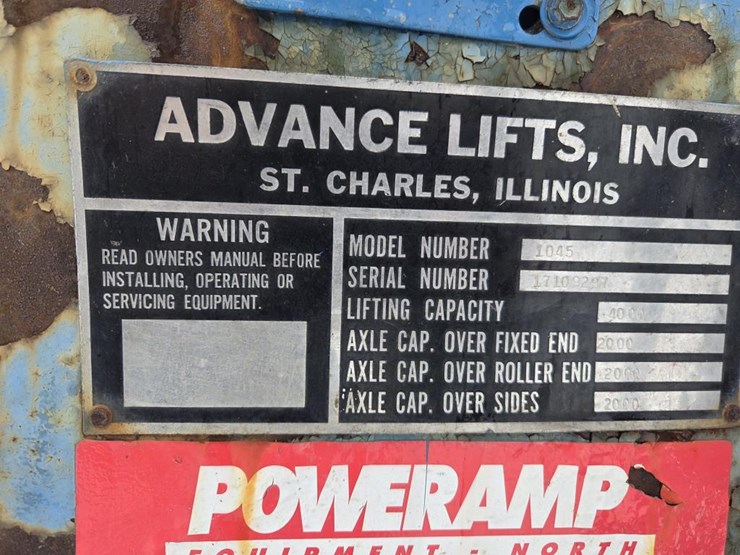 ADVANCE LIFTS, INC.
ST. CHARLES, ILLINOIS
WARNING
READ OWNERS MANUAL BEFORE
INSTALLING, OPERATING OR
SERVICING EQUIPMENT.
MODEL NUMBER 1045
SERIAL NUMBER
LIFTING CAPACITY
AXLE CAP. OVER FIXED END 2000
AXLE CAP. OVER ROLLER END 2000
AXLE CAP. OVER SIDES 2000
POWERAMP
EQUIPMENT - NORTH